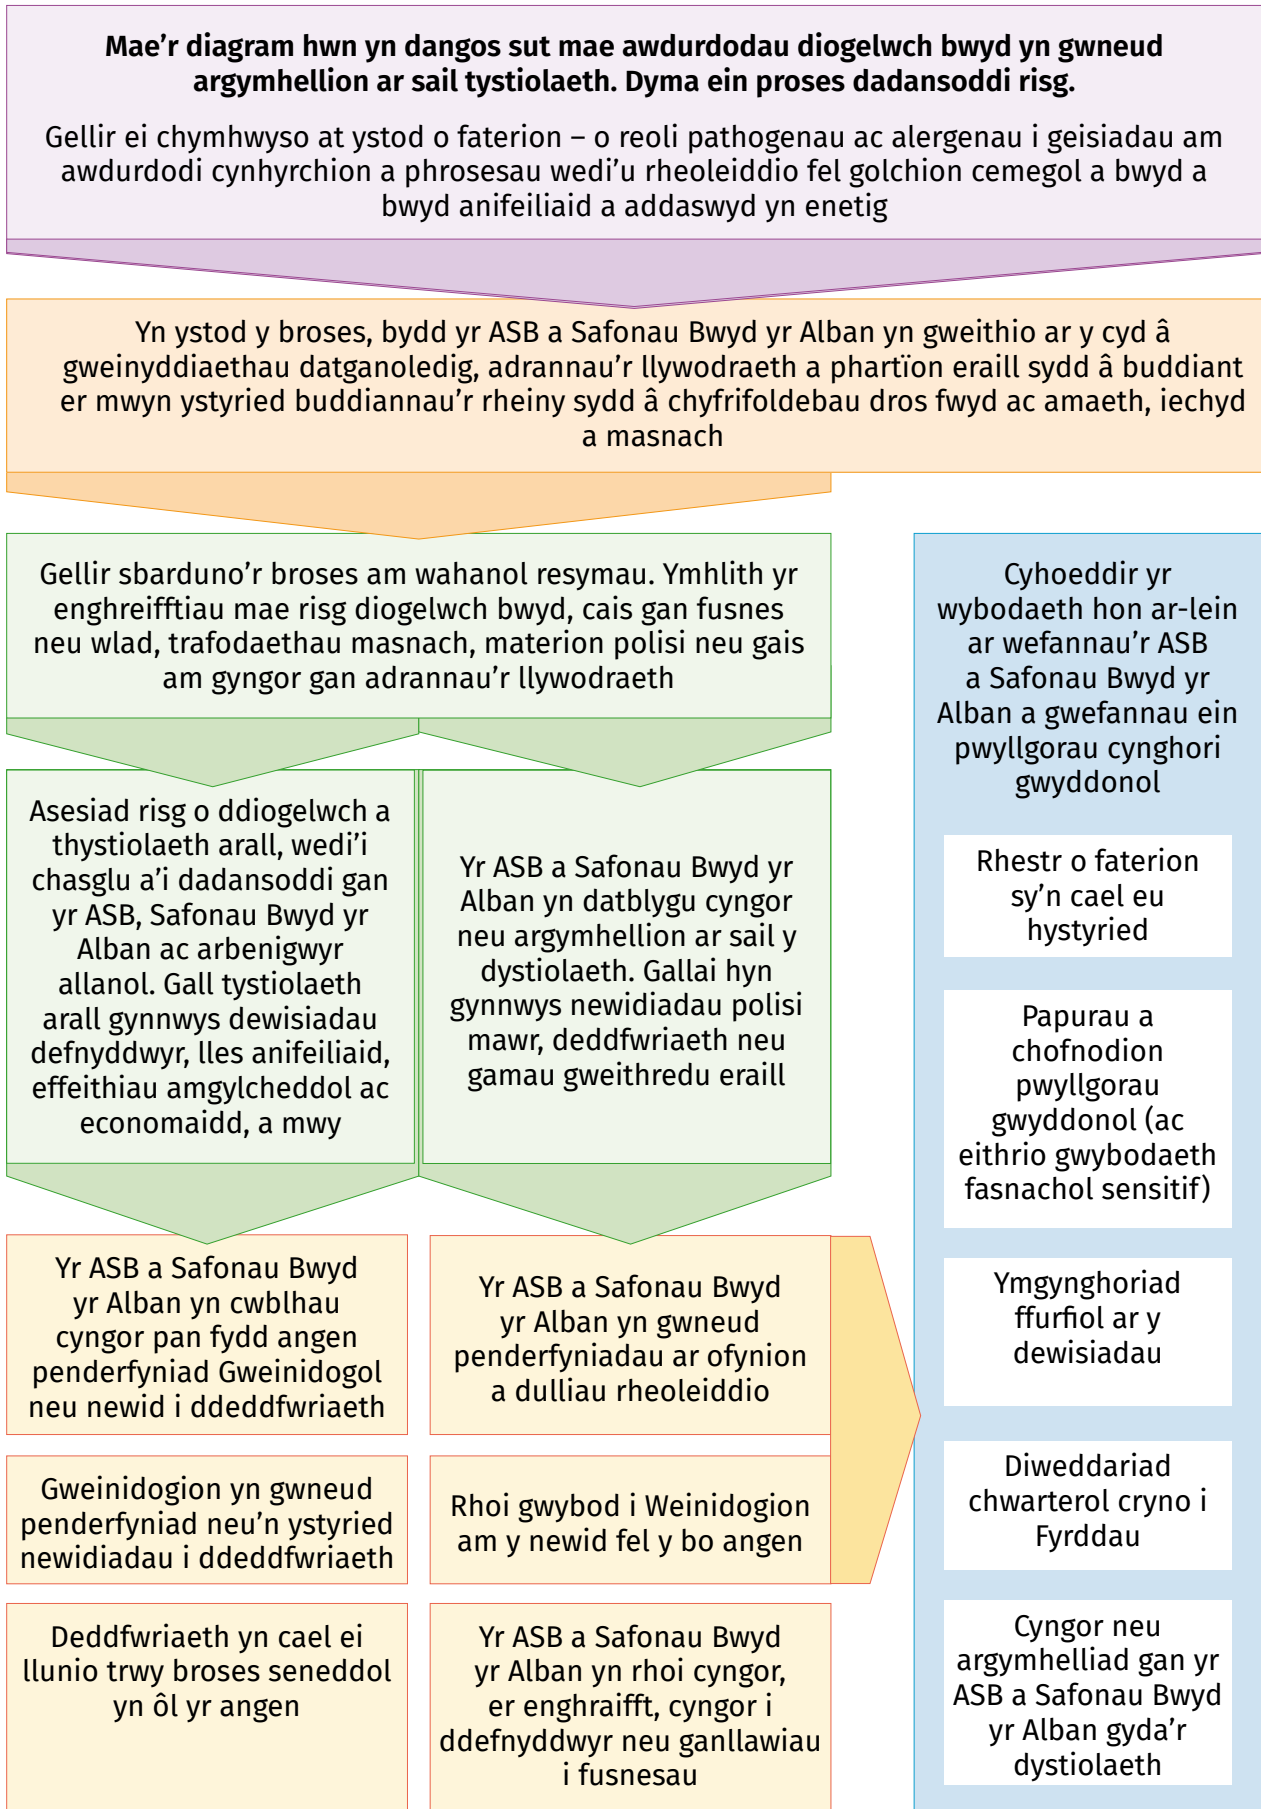 Mae'r diagram hwn yn dangos sut mae awdurdodau diogelwch bwyd yn gwneud
argymhellion ar sail tystiolaeth. Dyma ein proses dadansoddi risg.
Gellir ei chymhwyso at ystod o faterion – o reoli pathogenau ac alergenau i geisiadau am
awdurdodi cynhyrchion a phrosesau wedi'u rheoleiddio fel golchion cemegol a bwyd a
bwyd anifeiliaid a addaswyd yn enetig
Yn ystod y broses, bydd yr ASB a Safonau Bwyd yr Alban yn gweithio ar y cyd â
gweinyddiaethau datganoledig, adrannau'r llywodraeth a phartïon eraill sydd â buddiant
er mwyn ystyried buddiannau'r rheiny sydd â chyfrifoldebau dros fwyd ac amaeth, iechyd
a masnach
Gellir sbarduno'r broses am wahanol resymau. Ymhlith yr
enghreifftiau mae risg diogelwch bwyd, cais gan fusnes
neu wlad, trafodaethau masnach, materion polisi neu gais
am gyngor gan adrannau'r llywodraeth
Asesiad risg o ddiogelwch a
thystiolaeth arall, wedi'i
chasglu a'i dadansoddi gan
yr ASB, Safonau Bwyd yr
Alban ac arbenigwyr
allanol. Gall tystiolaeth
arall gynnwys dewisiadau
defnyddwyr, lles anifeiliaid,
effeithiau amgylcheddol ac
economaidd, a mwy
Yr ASB a Safonau Bwyd yr
Alban yn datblygu cyngor
neu argymhellion ar sail y
dystiolaeth. Gallai hyn
gynnwys newidiadau polisi
mawr, deddfwriaeth neu
gamau gweithredu eraill
Yr ASB a Safonau Bwyd
yr Alban yn cwblhau
cyngor pan fydd angen
penderfyniad Gweinidogol
neu newid i ddeddfwriaeth
Yr ASB a Safonau Bwyd
yr Alban yn gwneud
penderfyniadau ar ofynion
a dulliau rheoleiddio
Gweinidogion yn gwneud
penderfyniad neu'n ystyried
newidiadau i ddeddfwriaeth
Rhoi gwybod i Weinidogion
am y newid fel y bo angen
Deddfwriaeth yn cael ei
llunio trwy broses seneddol
yn ôl yr angen
Yr ASB a Safonau Bwyd
yr Alban yn rhoi cyngor,
er enghraifft, cyngor i
ddefnyddwyr neu ganllawiau
i fusnesau
Cyhoeddir yr
wybodaeth hon ar-lein
ar wefannau'r ASB
a Safonau Bwyd yr
Alban a gwefannau ein
pwyllgorau cynghori
gwyddonol
Rhestr o faterion
sy'n cael eu
hystyried
Papurau a
chofnodion
pwyllgorau
gwyddonol (ac
eithrio gwybodaeth
fasnachol sensitif)
Ymgynghoriad
ffurfiol ar y
dewisiadau
Diweddariad
chwarterol cryno i
Fyrddau
Cyngor neu
argymhelliad gan yr
ASB a Safonau Bwyd
yr Alban gyda'r
dystiolaeth